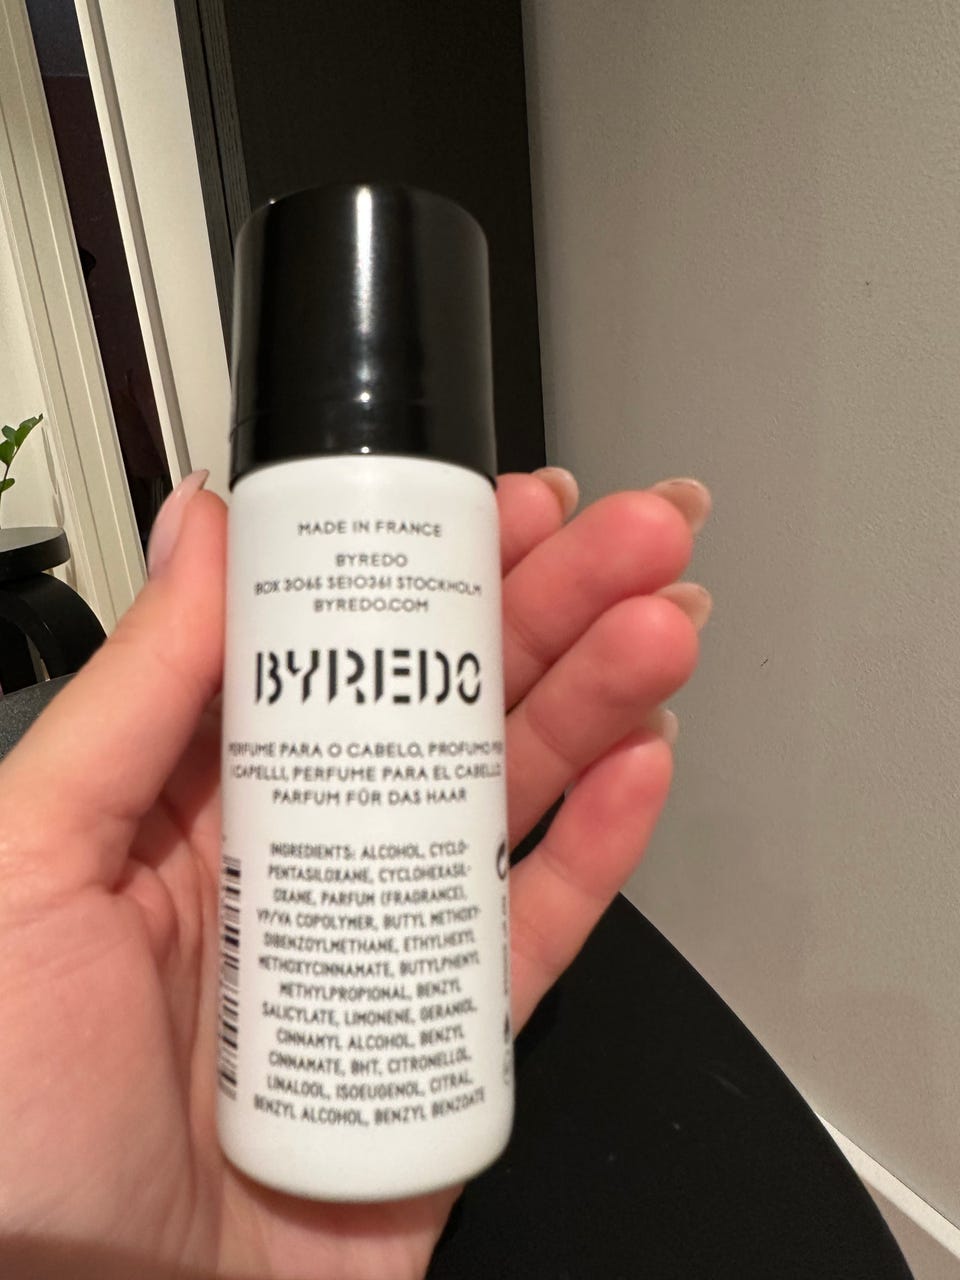 MADE IN FRANCE
BYREDO
BOX 3065 SE10361 STOCKHOLM
BYREDO.COM
BYREDO
PERFUME PARA O CABELO, PROFUMO PER
I CAPELLI, PERFUME PARA EL CABELLO
PARFUM FÜR DAS HAAR
INGREDIENTS: ALCOHOL, CYCLO-
PENTASILOXANE, CYCLOHEXASIL-
OXANE, PARFUM (FRAGRANCE),
VP/VA COPOLYMER, BUTYL METHOXY-
DIBENZOYLMETHANE, ETHYLHEXYL
METHOXYCINNAMATE, BUTYLPHENYL
METHYLPROPIONAL, BENZYL
SALICYLATE, LIMONENE, GERANIOL,
CINNAMYL ALCOHOL, BENZYL
CINNAMATE, BHT, CITRONELLOL,
LINALOOL, ISOEUGENOL, CITRAL,
BENZYL ALCOHOL, BENZYL BENZOATE